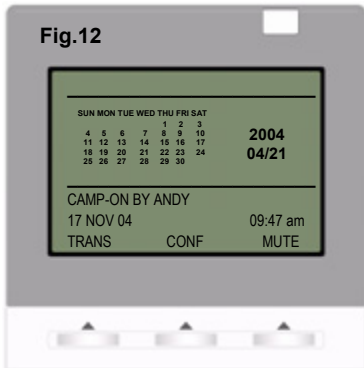 Fig.12
SUN MON TUE WED THU FRI SAT
1 2 3
4 5 6 7 8 9 10
11 12 13 14 15 16 17
18 19 20 21 22 23 24
25 26 27 28 29 30
2004
04/21
CAMP-ON BY ANDY
17 NOV 04 09:47 am
TRANS CONF MUTE